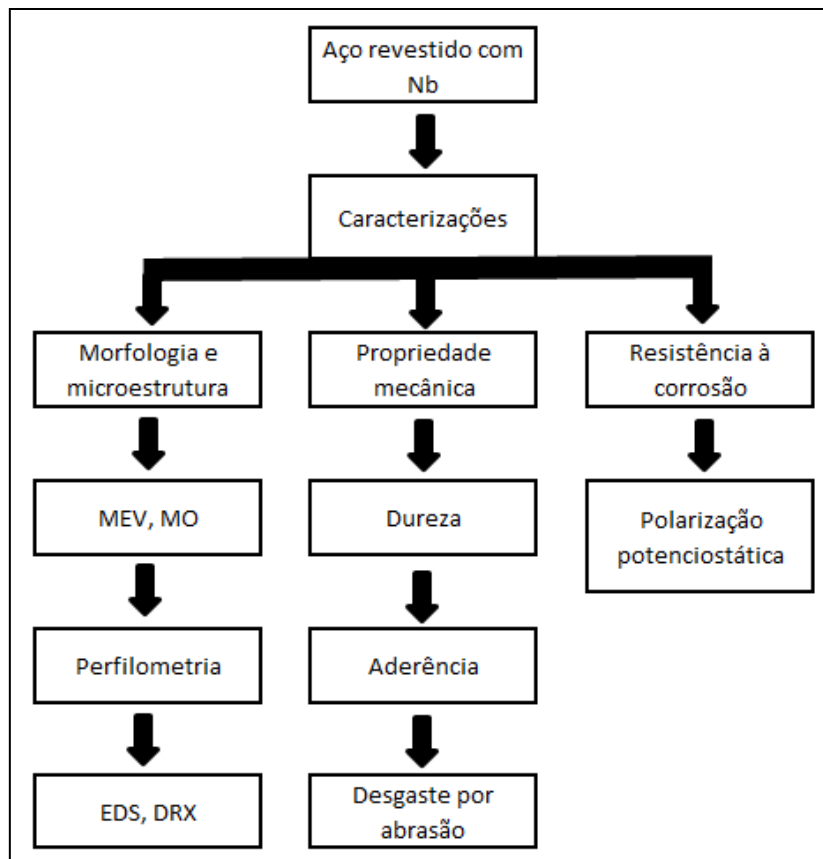 Aço revestido com
Nb
Caracterizações
Morfologia e
microestrutura
Propriedade
mecânica
Resistência à
corrosão
MEV, MO
Dureza
Polarização
potenciostática
Perfilometria
Aderência
EDS, DRX
Desgaste por
abrasão